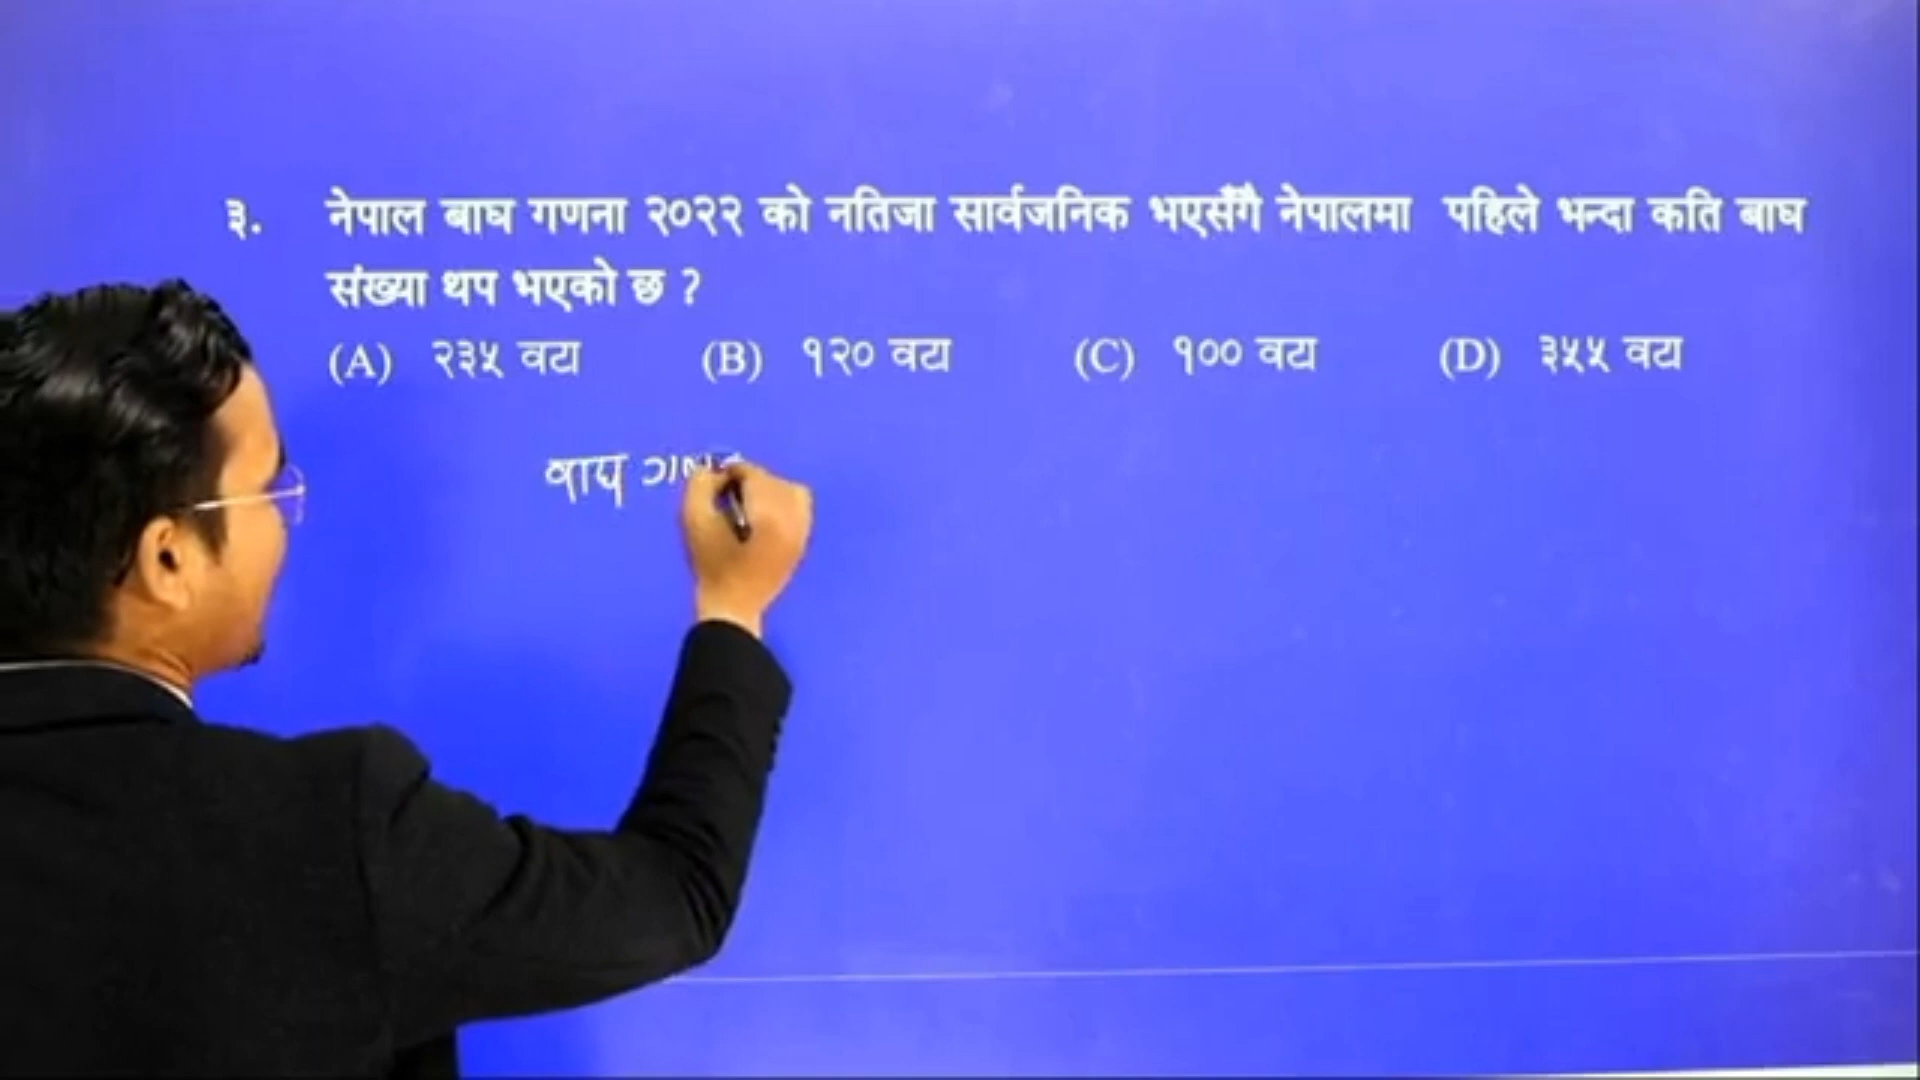 ३. नेपाल बाघ गणना २०२२ को नतिजा सार्वजनिक भएसँगै नेपालमा पहिले भन्दा कति बाघ
संख्या थप भएको छ ?
(A) २३५ वटा (B) १२० वटा (C) १०० वटा (D) ३५५ वटा
बाघ